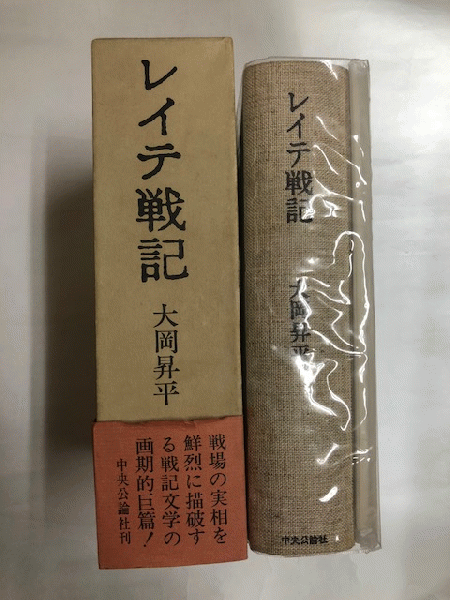 レイテ戦記
大岡昇平
戦場の実相を
鮮烈に描破す
る戦記文学の
画期的巨篇!
中央公論社刊
レイテ戦記
大岡昇平
中央公論社